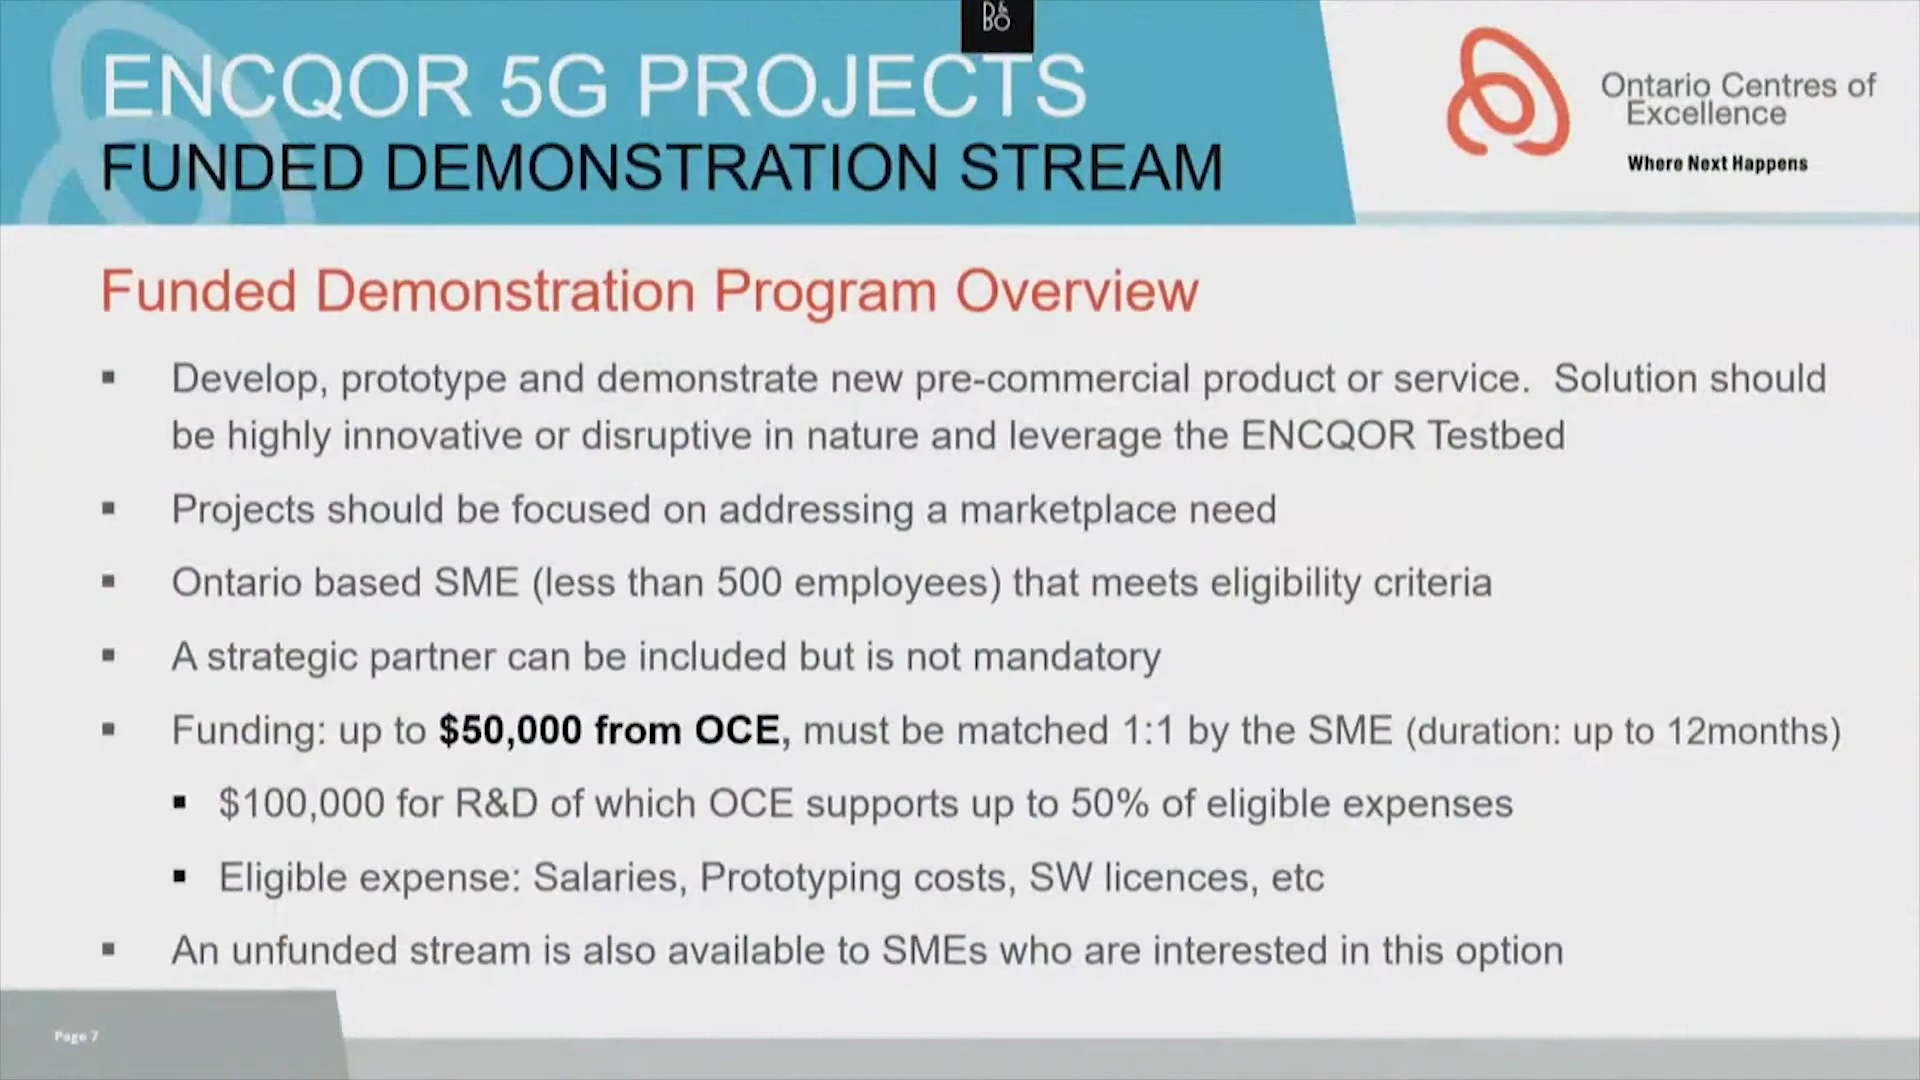 B&O
ENCQOR 5G PROJECTS
FUNDED DEMONSTRATION STREAM
Ontario Centres of
Excellence
Where Next Happens
Funded Demonstration Program Overview
▪ Develop, prototype and demonstrate new pre-commercial product or service.  Solution should
be highly innovative or disruptive in nature and leverage the ENCQOR Testbed
▪ Projects should be focused on addressing a marketplace need
▪ Ontario based SME (less than 500 employees) that meets eligibility criteria
▪ A strategic partner can be included but is not mandatory
▪ Funding: up to $50,000 from OCE, must be matched 1:1 by the SME (duration: up to 12months)
▪ $100,000 for R&D of which OCE supports up to 50% of eligible expenses
▪ Eligible expense: Salaries, Prototyping costs, SW licences, etc
▪ An unfunded stream is also available to SMEs who are interested in this option
Page 7